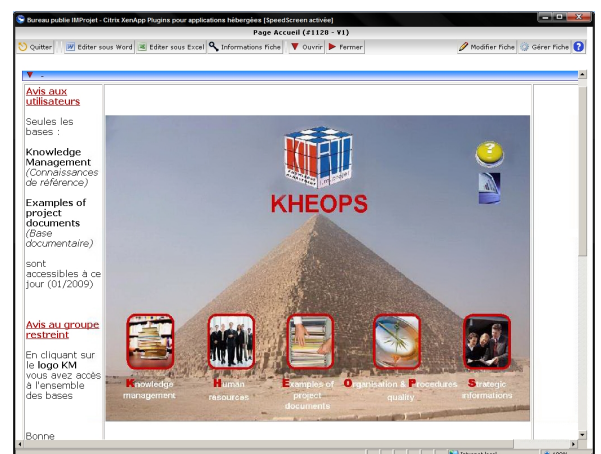 Bureau publie IMProjet - Citrix XenApp Plugins pour applications hébergées [SpeedScreen activée]
Page Accueil (#1128 - V1)
Quitter Editer sous Word Editer sous Excel Informations Fiche Ouvrir Fermer Modifier Fiche Gérer Fiche
Avis aux
utilisateurs
Seules les
bases :
Knowledge
Management
(Connaissances
de référence)
Examples of
project
documents
(Base
documentaire)
sont
accessibles à ce
jour (01/2009)
Avis au groupe
restreint
En cliquant sur
le logo KM
vous avez accès
à l'ensemble
des bases
Bonne
KHEOPS
Knowledge
management
Human
resources
Examples of
project
documents
Organisation & Procedures
quality
Strategic
informations
Intranet local 100%